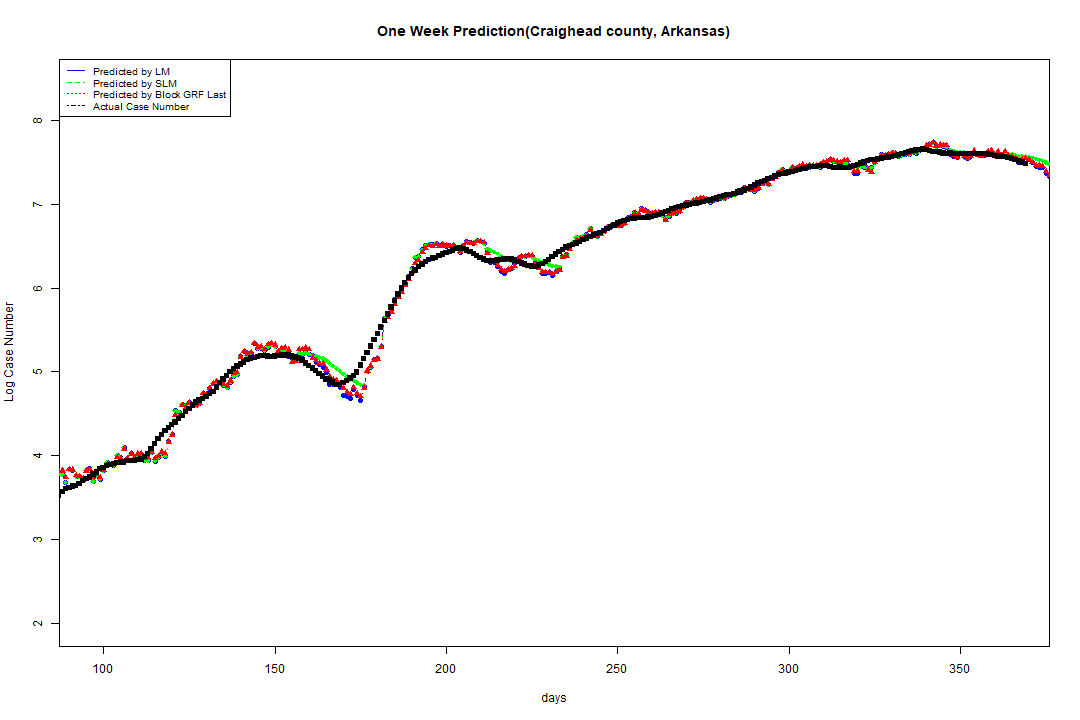 One Week Prediction(Craighead county, Arkansas)
Predicted by LM
Predicted by SLM
Predicted by Block GRF Last
Actual Case Number
8
7
6
5
4
3
2
Log Case Number
100 150 200 250 300 350
days